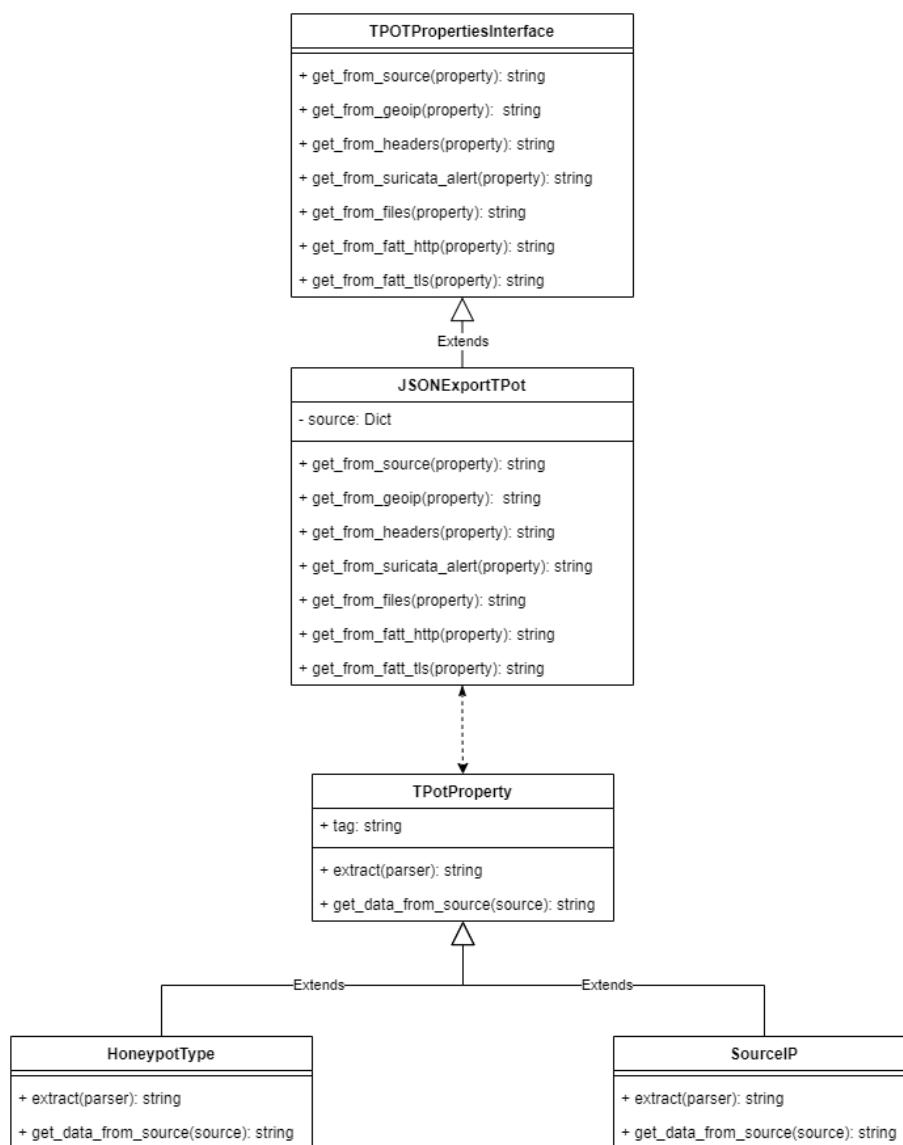 TPOTPropertiesInterface
+ get_from_source(property): string
+ get_from_geoip(property):  string
+ get_from_headers(property): string
+ get_from_suricata_alert(property): string
+ get_from_files(property): string
+ get_from_fatt_http(property): string
+ get_from_fatt_tls(property): string
Extends
JSONExportTPot
- source: Dict
+ get_from_source(property): string
+ get_from_geoip(property):  string
+ get_from_headers(property): string
+ get_from_suricata_alert(property): string
+ get_from_files(property): string
+ get_from_fatt_http(property): string
+ get_from_fatt_tls(property): string
TPotProperty
+ tag: string
+ extract(parser): string
+ get_data_from_source(source): string
Extends
Extends
HoneypotType
+ extract(parser): string
+ get_data_from_source(source): string
SourceIP
+ extract(parser): string
+ get_data_from_source(source): string